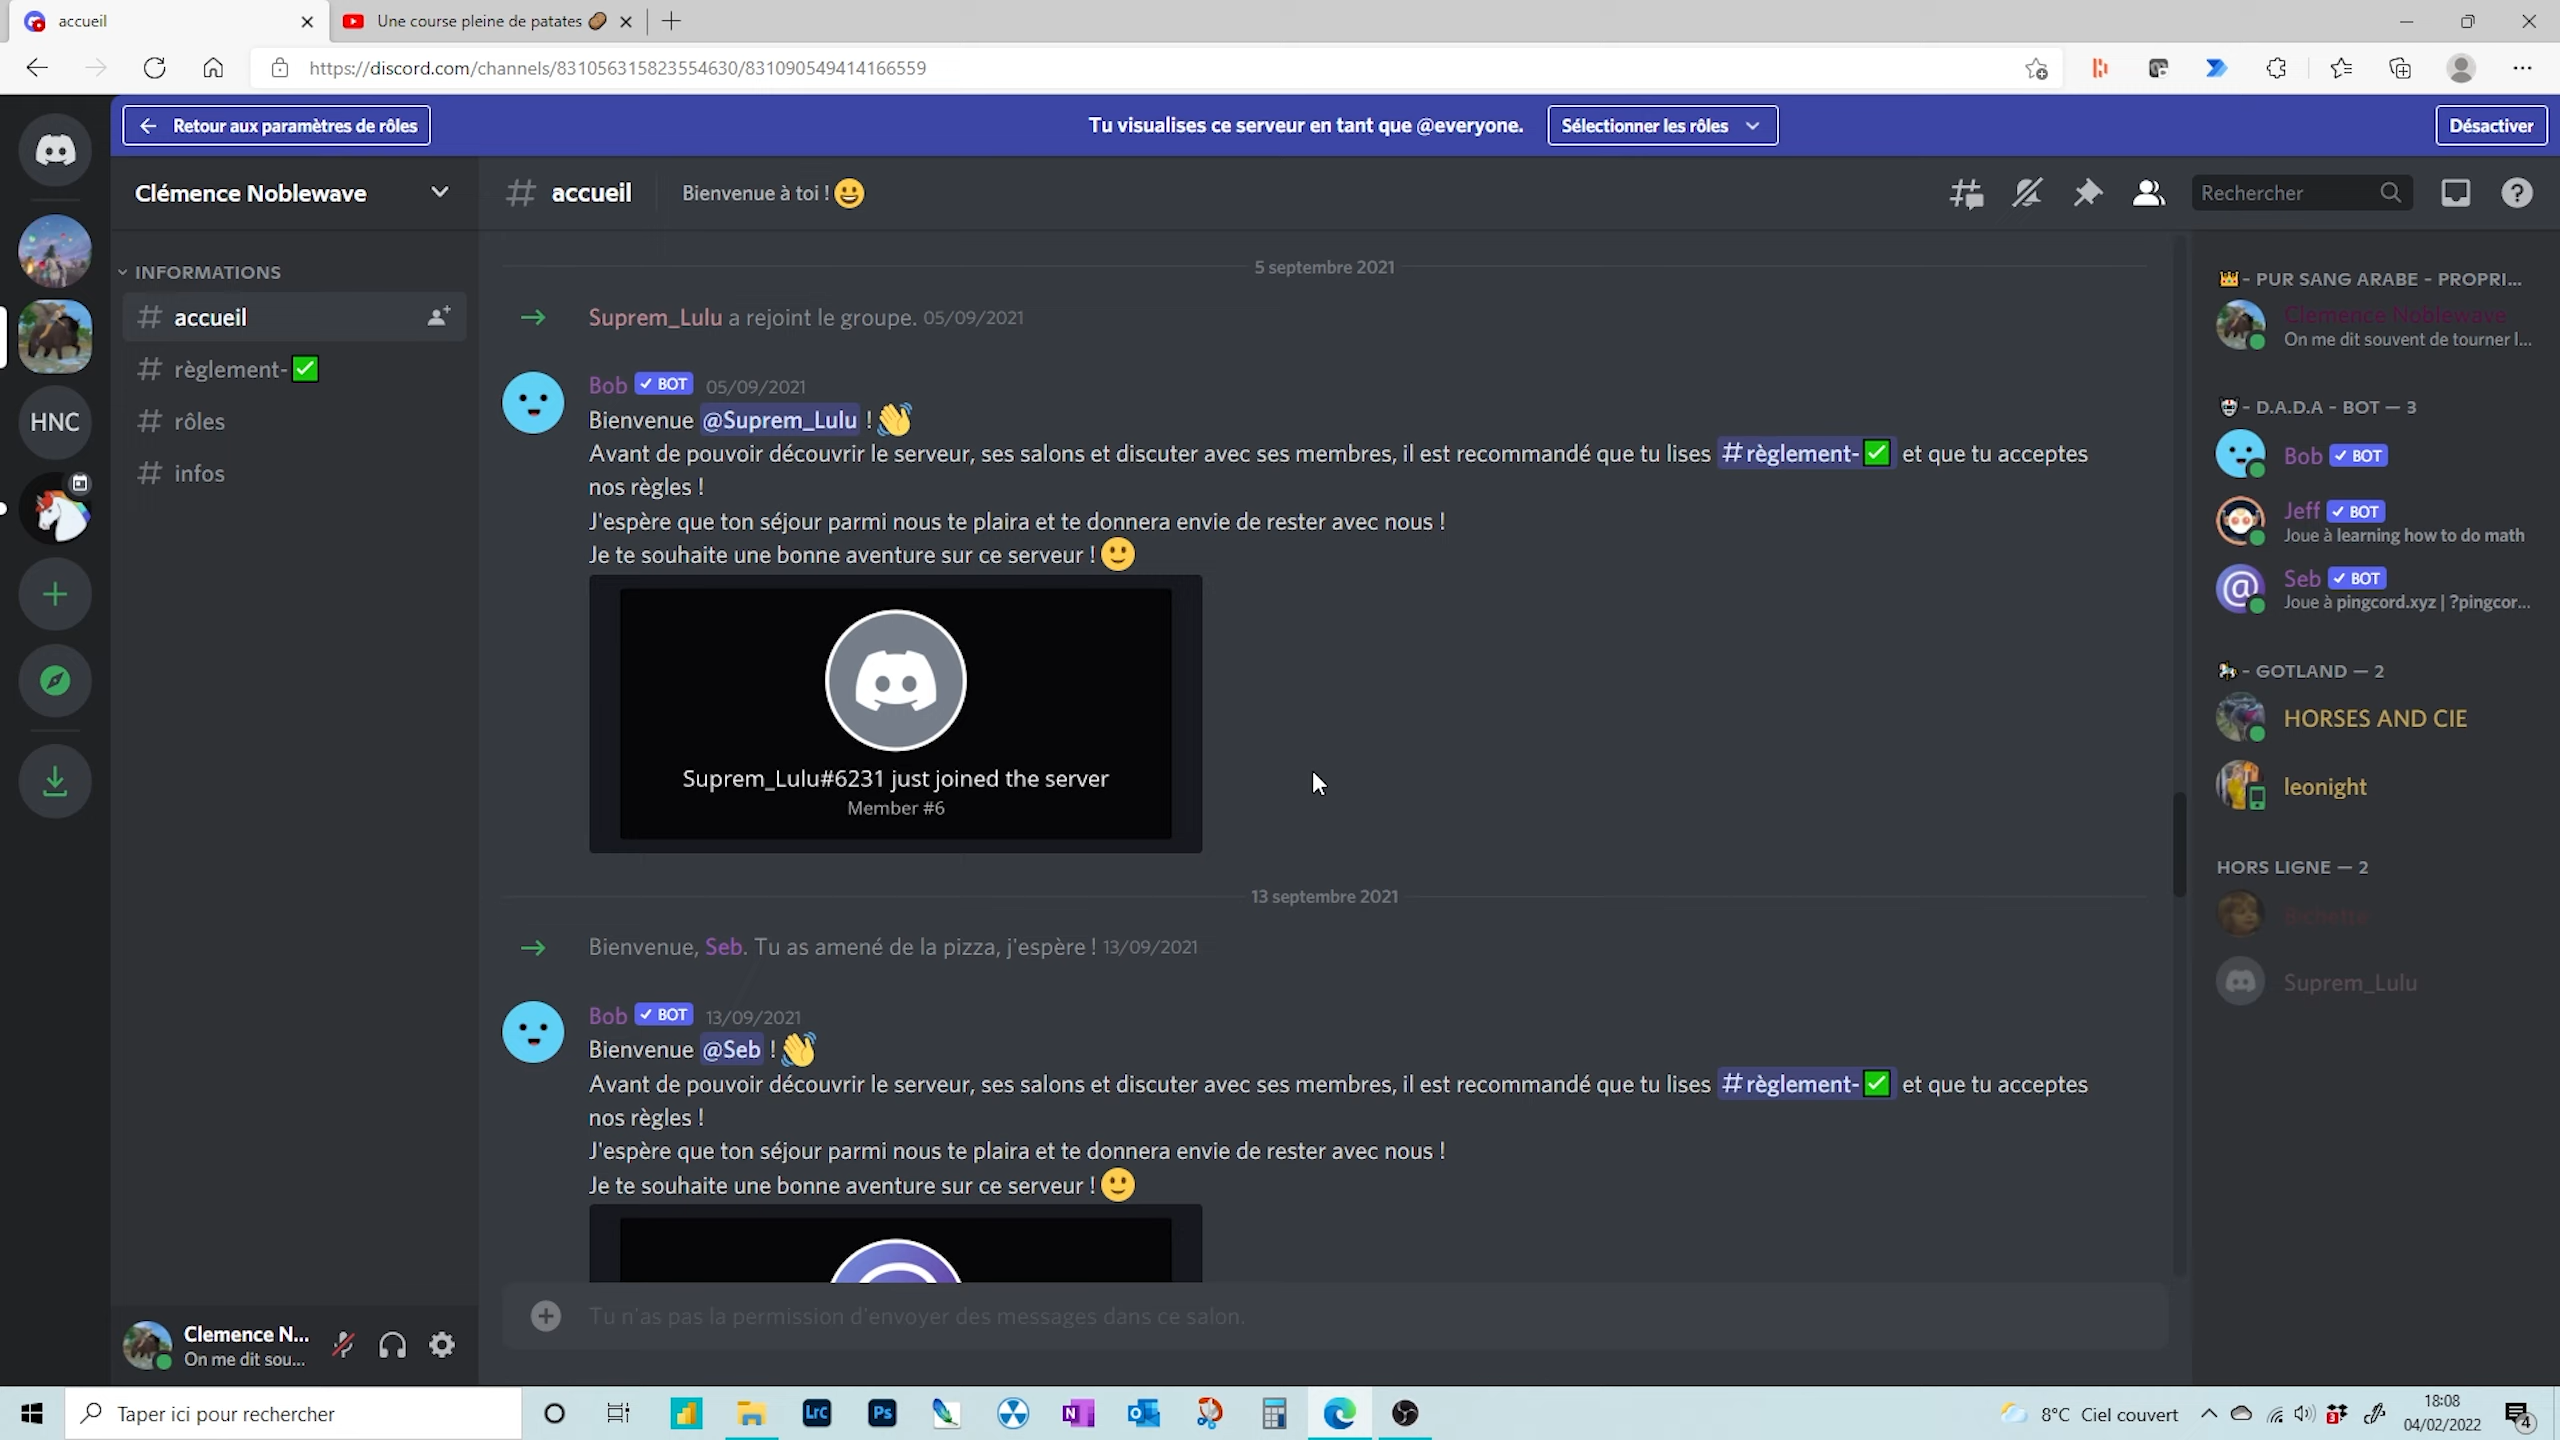 accueil
Une course pleine de patates 🥔
https://discord.com/channels/831056315823554630/831090549414166559
Retour aux paramètres de rôles
Tu visualises ce serveur en tant que @everyone.
Sélectionner les rôles
Désactiver
Clémence Noblewave
accueil
Bienvenue à toi ! 😀
Rechercher
INFORMATIONS
accueil
règlement-✅
rôles
infos
HNC
5 septembre 2021
Suprem_Lulu a rejoint le groupe. 05/09/2021
Bob ✓ BOT 05/09/2021
Bienvenue @Suprem_Lulu ! 👋
Avant de pouvoir découvrir le serveur, ses salons et discuter avec ses membres, il est recommandé que tu lises #règlement-✅ et que tu acceptes
nos règles !
J'espère que ton séjour parmi nous te plaira et te donnera envie de rester avec nous !
Je te souhaite une bonne aventure sur ce serveur ! 🙂
Suprem_Lulu#6231 just joined the server
Member #6
13 septembre 2021
Bienvenue, Seb. Tu as amené de la pizza, j'espère ! 13/09/2021
Bob ✓ BOT 13/09/2021
Bienvenue @Seb ! 👋
Avant de pouvoir découvrir le serveur, ses salons et discuter avec ses membres, il est recommandé que tu lises #règlement-✅ et que tu acceptes
nos règles !
J'espère que ton séjour parmi nous te plaira et te donnera envie de rester avec nous !
Je te souhaite une bonne aventure sur ce serveur ! 🙂
Tu n'as pas la permission d'envoyer des messages dans ce salon.
👑- PUR SANG ARABE - PROPRI...
Clemence Noblewave
On me dit souvent de tourner l...
- D.A.D.A - BOT — 3
Bob ✓ BOT
Jeff ✓ BOT
Joue à learning how to do math
Seb ✓ BOT
Joue à pingcord.xyz | ?pingcor...
🎠- GOTLAND — 2
HORSES AND CIE
leonight
HORS LIGNE — 2
Bichette
Suprem_Lulu
Clemence N...
On me dit sou...
Taper ici pour rechercher
LrC
Ps
N
8°C Ciel couvert
3
18:08
04/02/2022
4